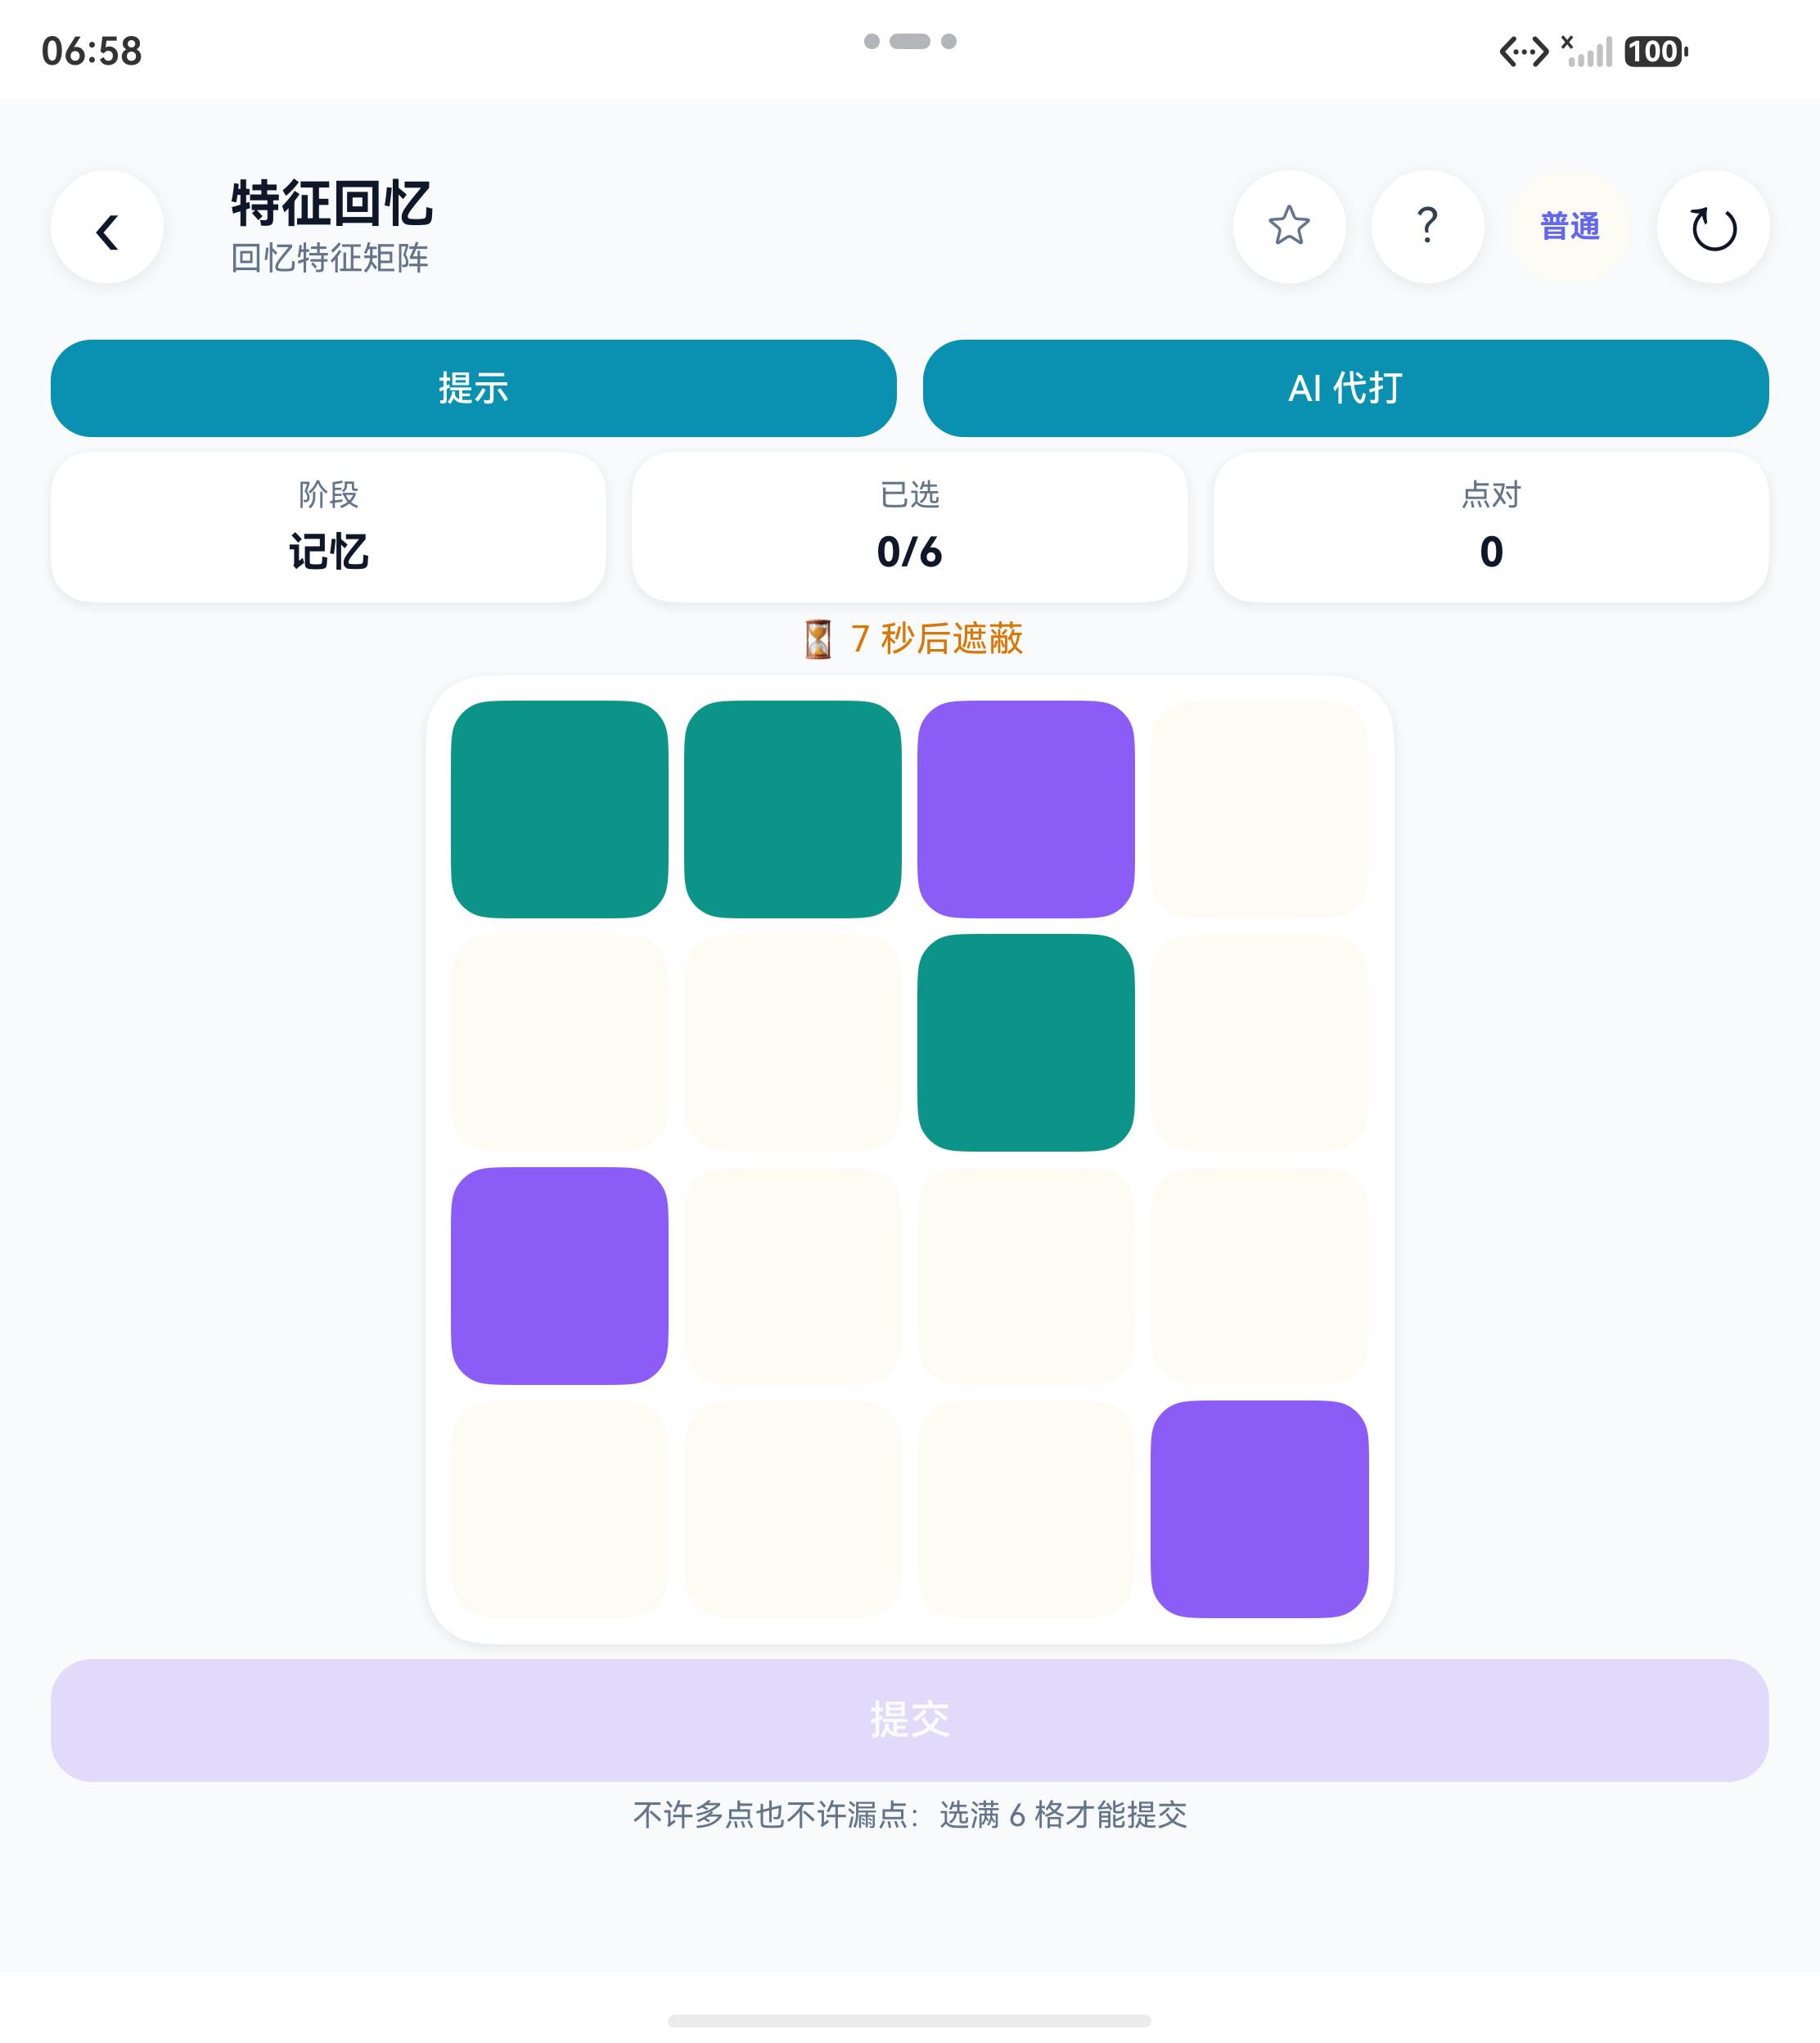 06:58
100
特征回忆
回忆特征矩阵
?
普通
提示
AI 代打
阶段
已选
点对
记忆
0/6
0
7 秒后遮蔽
提交
不许多点也不许漏点：选满 6 格才能提交